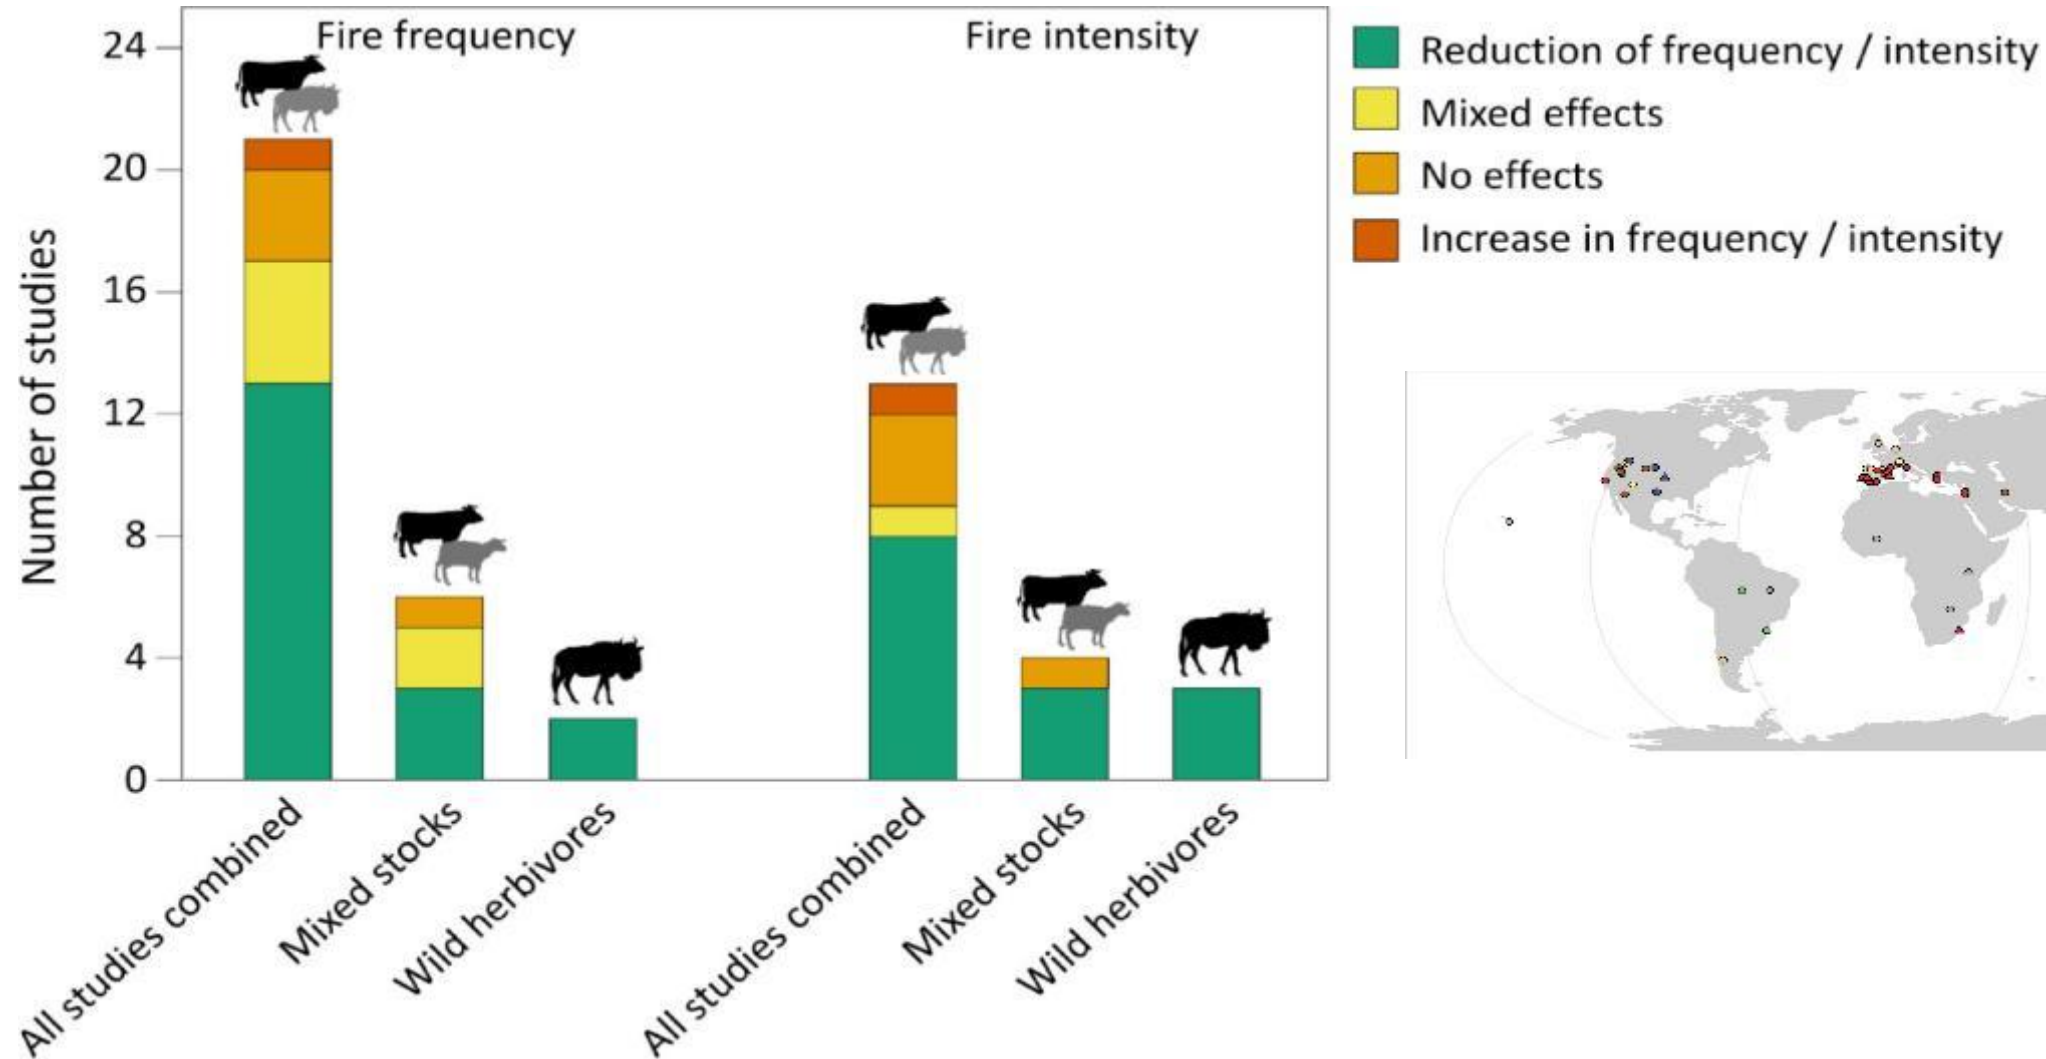 Fire frequency
Fire intensity
Number of studies
24
20
16
12
8
4
0
All studies combined
Mixed stocks
Wild herbivores
All studies combined
Mixed stocks
Wild herbivores
Reduction of frequency / intensity
Mixed effects
No effects
Increase in frequency / intensity